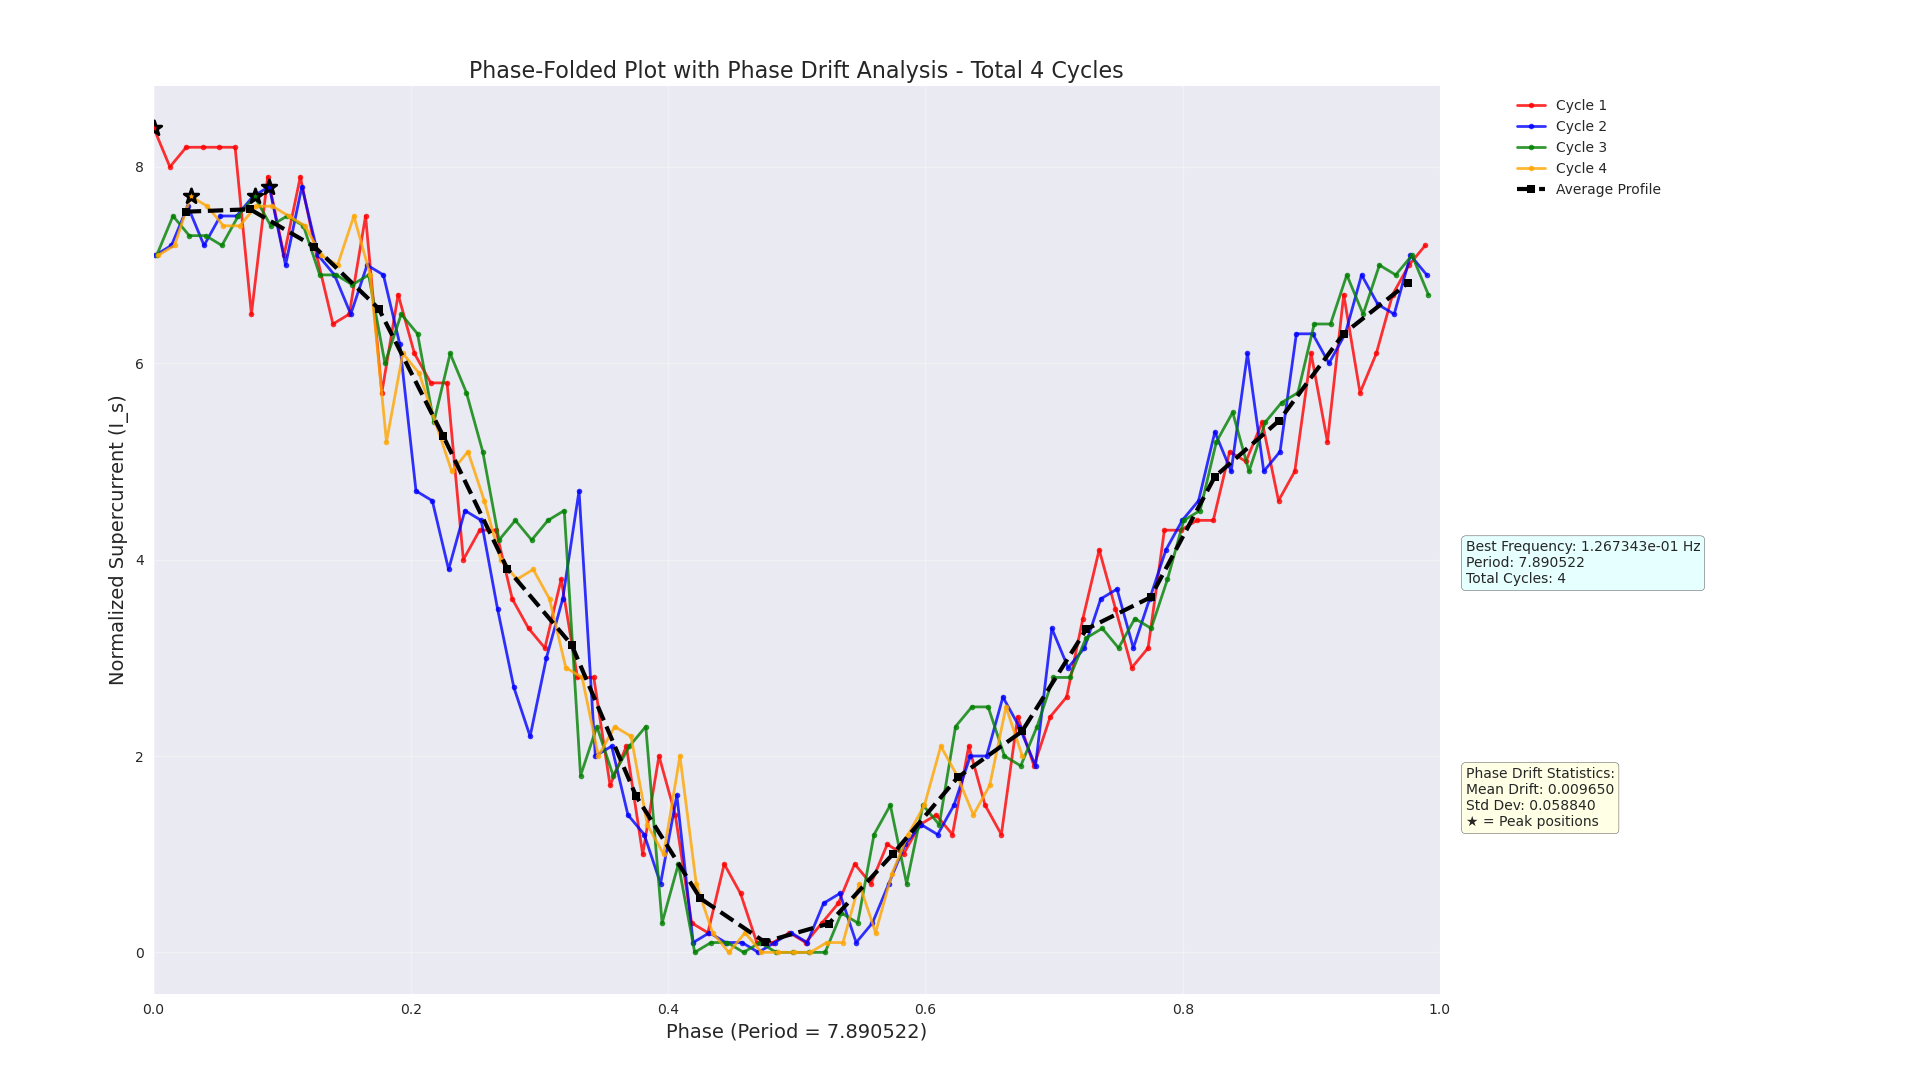 Phase-Folded Plot with Phase Drift Analysis - Total 4 Cycles
Normalized Supercurrent (I_s)
8
6
4
2
0
0.0 0.2 0.4 0.6 0.8 1.0
Phase (Period = 7.890522)
Cycle 1
Cycle 2
Cycle 3
Cycle 4
Average Profile
Best Frequency: 1.267343e-01 Hz
Period: 7.890522
Total Cycles: 4
Phase Drift Statistics:
Mean Drift: 0.009650
Std Dev: 0.058840
★ = Peak positions